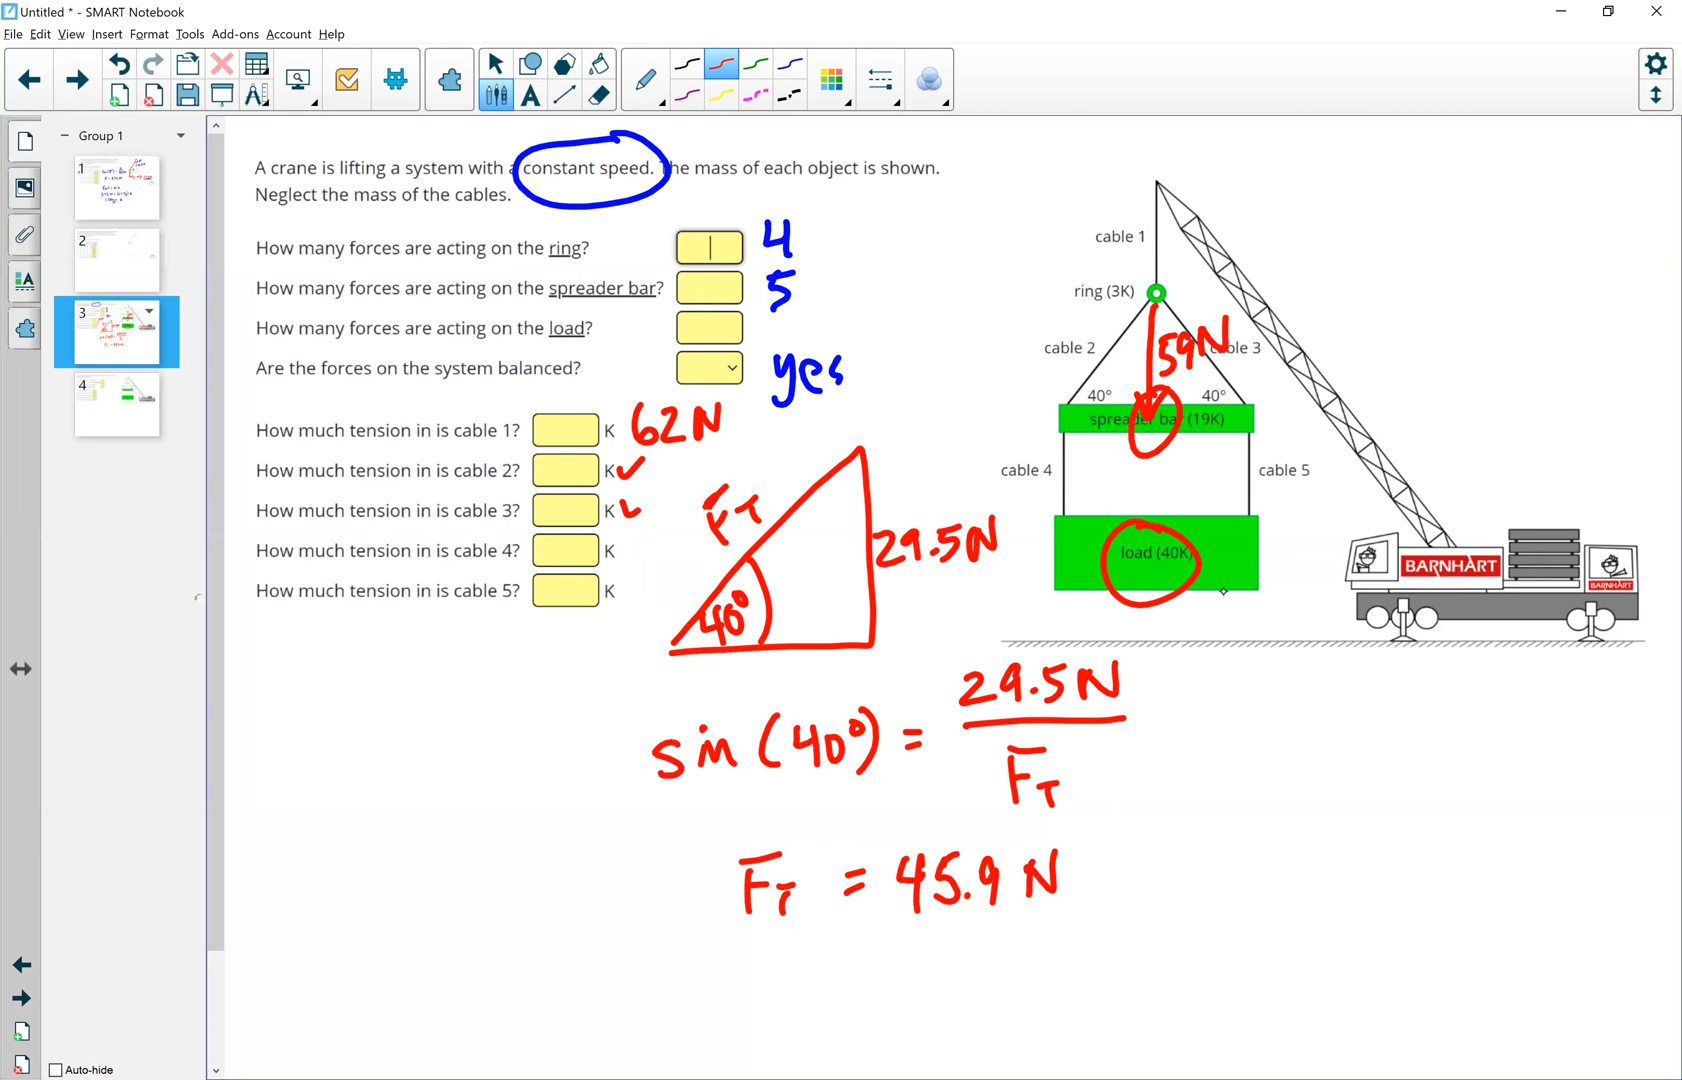 Untitled * - SMART Notebook
File Edit View Insert Format Tools Add-ons Account Help
Group 1
1
2
3
4
Auto-hide
A crane is lifting a system with a constant speed. The mass of each object is shown.
Neglect the mass of the cables.
How many forces are acting on the ring? 4
How many forces are acting on the spreader bar? 5
How many forces are acting on the load?
Are the forces on the system balanced? yes
How much tension in is cable 1? K 62 N
How much tension in is cable 2? K ✓
How much tension in is cable 3? K ✓
How much tension in is cable 4? K
How much tension in is cable 5? K
cable 1
ring (3K)
59N
cable 2
cable 3
40° 40°
spreader bar (19K)
cable 4
cable 5
load (40K)
BARNHART
BARNHART
FT
29.5N
40°
sin (40°) = 29.5 N
FT
FT = 45.9 N